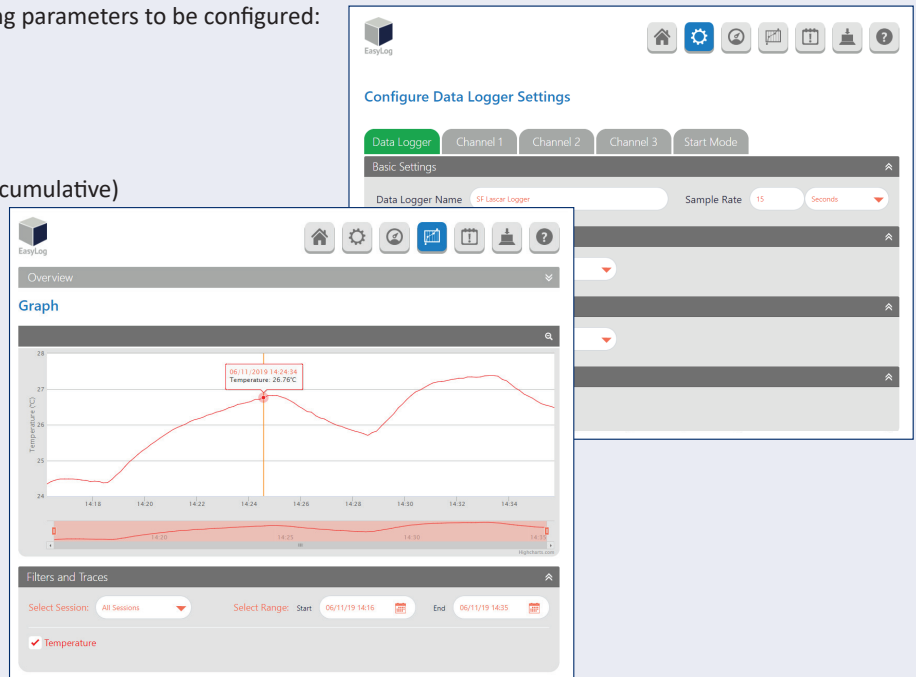 ng parameters to be configured:
cumulative)
EasyLog
Configure Data Logger Settings
Data Logger
Channel 1
Channel 2
Channel 3
Start Mode
Basic Settings
Data Logger Name
SF Lascar Logger
Sample Rate
15
Seconds
EasyLog
Overview
Graph
06/11/2019 14:24:34
Temperature: 26.76°C
Temperature (°C)
28
27
26
25
24
14:18
14:20
14:22
14:24
14:26
14:28
14:30
14:32
14:34
14:20
14:25
14:30
14:35
Highcharts.com
Filters and Traces
Select Session:
All Sessions
Select Range:
Start
06/11/19 14:16
End
06/11/19 14:35
Temperature